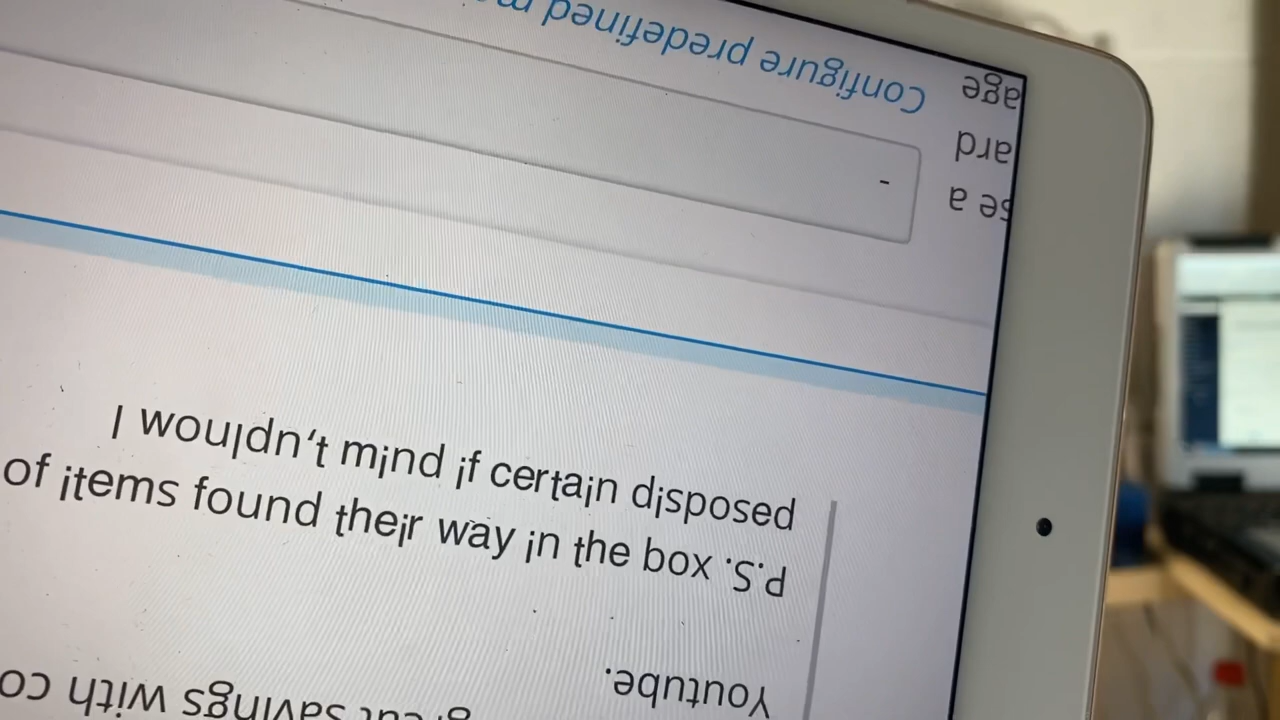 great savings with co
Youtube.
I wouldn't mind if certain disposed
of items found their way in the box P.S.
-
se a
ard
age
Configure predefined